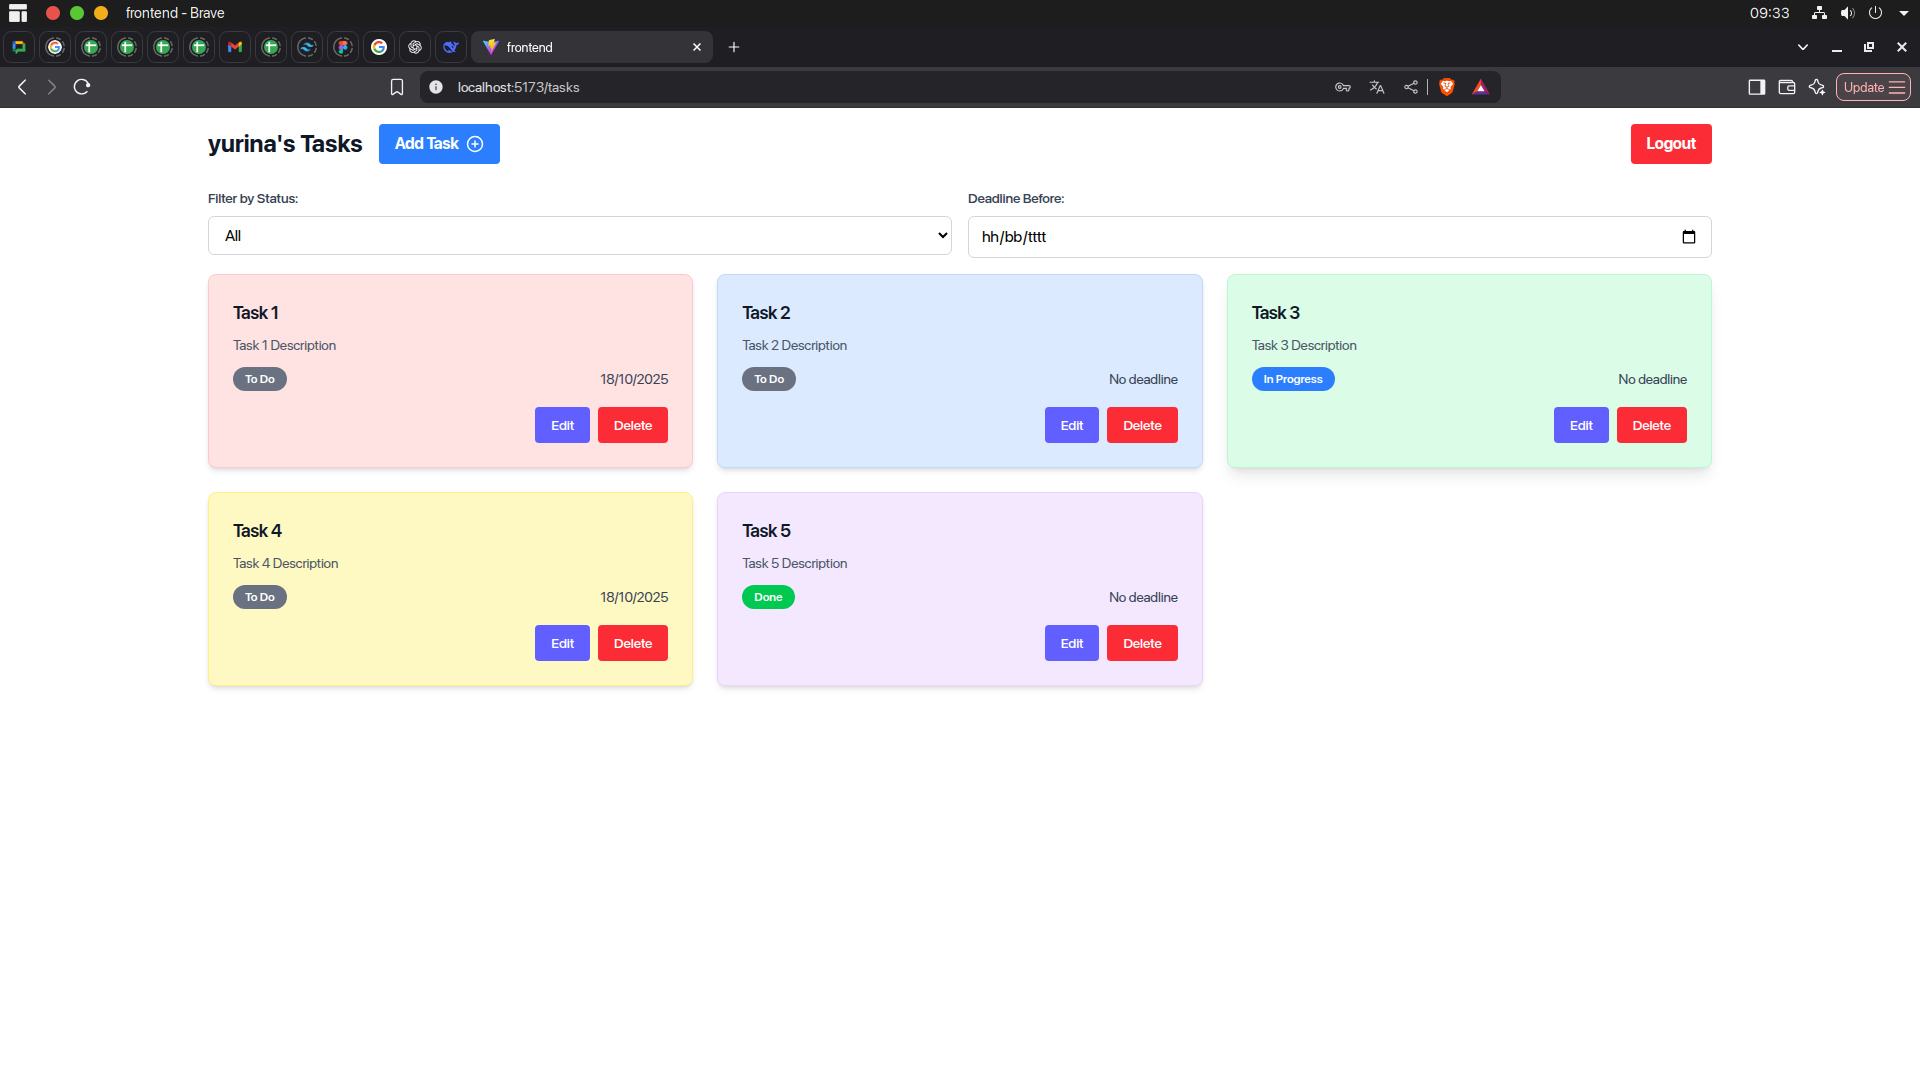 frontend - Brave
09:33
frontend
localhost:5173/tasks
Update
yurina's Tasks
Add Task
Logout
Filter by Status:
Deadline Before:
All
hh/bb/tttt
Task 1
Task 1 Description
To Do
18/10/2025
Edit
Delete
Task 2
Task 2 Description
To Do
No deadline
Edit
Delete
Task 3
Task 3 Description
In Progress
No deadline
Edit
Delete
Task 4
Task 4 Description
To Do
18/10/2025
Edit
Delete
Task 5
Task 5 Description
Done
No deadline
Edit
Delete